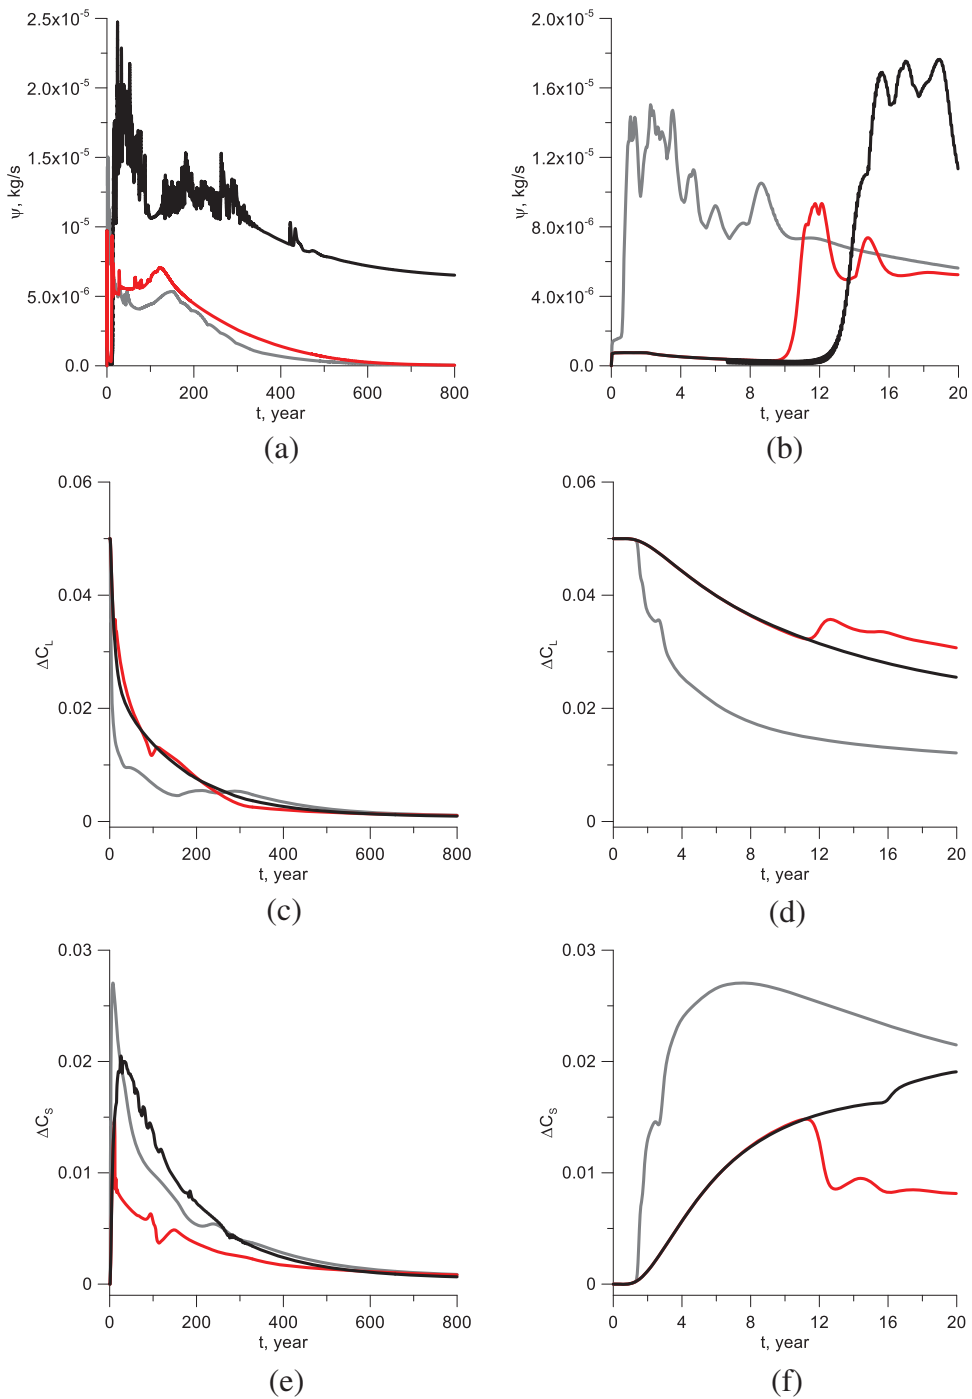 2.5x10⁻⁵
2.0x10⁻⁵
1.5x10⁻⁵
10⁻⁵
5.0x10⁻⁶
0.0
ψ, kg/s
0 200 400 600 800
t, year
(a)
2.0x10⁻⁵
1.6x10⁻⁵
1.2x10⁻⁵
8.0x10⁻⁶
4.0x10⁻⁶
0.0
ψ, kg/s
0 4 8 12 16 20
t, year
(b)
0.06
0.04
0.02
0
ΔC_L
0 200 400 600 800
t, year
(c)
0.06
0.04
0.02
0
ΔC_L
0 4 8 12 16 20
t, year
(d)
0.03
0.02
0.01
0
ΔC_S
0 200 400 600 800
t, year
(e)
0.03
0.02
0.01
0
ΔC_S
0 4 8 12 16 20
t, year
(f)